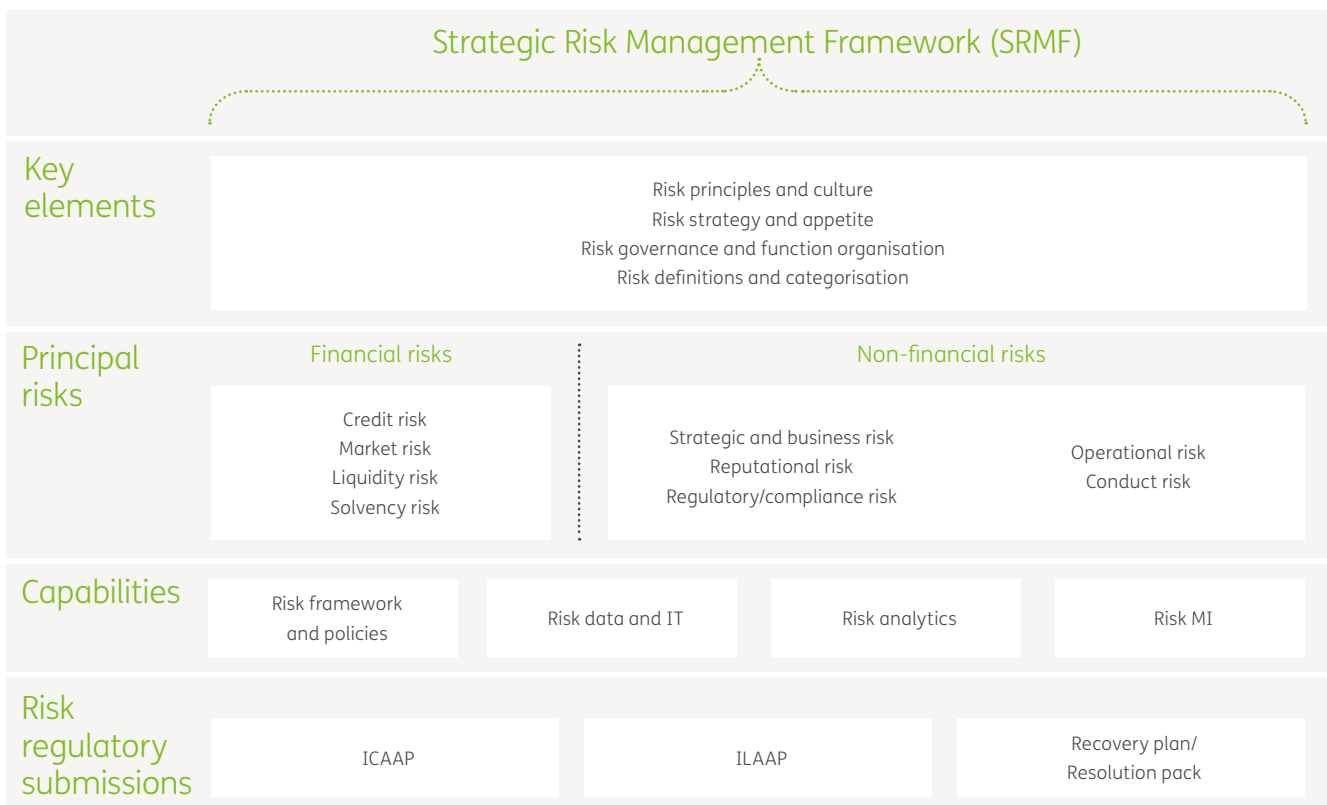 Strategic Risk Management Framework (SRMF)
Key
elements
Risk principles and culture
Risk strategy and appetite
Risk governance and function organisation
Risk definitions and categorisation
Principal
risks
Financial risks
Credit risk
Market risk
Liquidity risk
Solvency risk
Non-financial risks
Strategic and business risk
Reputational risk
Regulatory/compliance risk
Operational risk
Conduct risk
Capabilities
Risk framework
and policies
Risk data and IT
Risk analytics
Risk MI
Risk
regulatory
submissions
ICAAP
ILAAP
Recovery plan/
Resolution pack